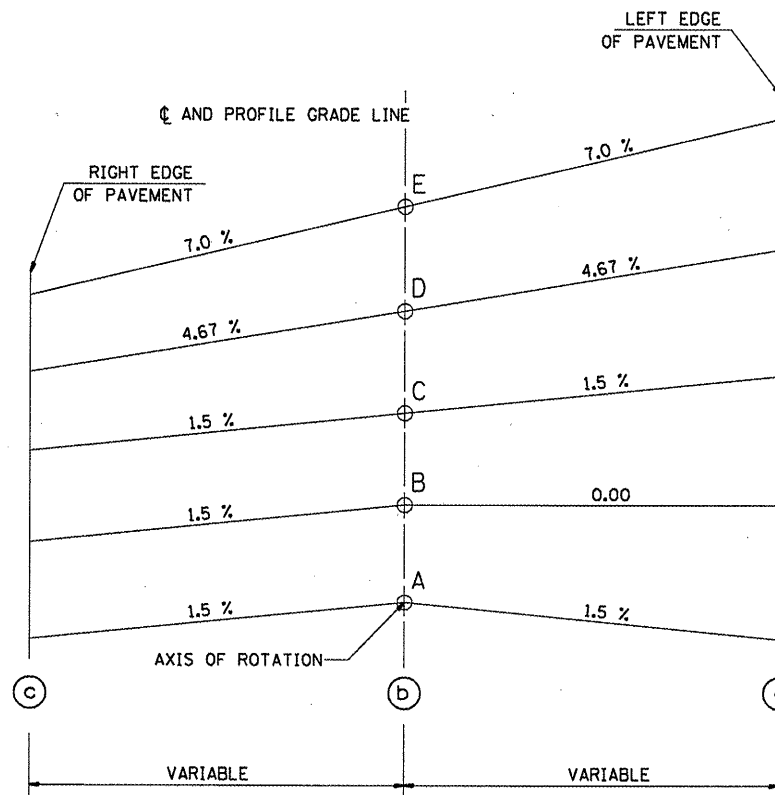 LEFT EDGE
OF PAVEMENT
℄ AND PROFILE GRADE LINE
7.0 %
RIGHT EDGE
OF PAVEMENT
E
7.0 %
4.67 %
D
4.67 %
C
1.5 %
1.5 %
B
0.00
1.5 %
A
1.5 %
1.5 %
AXIS OF ROTATION
c
b
VARIABLE
VARIABLE